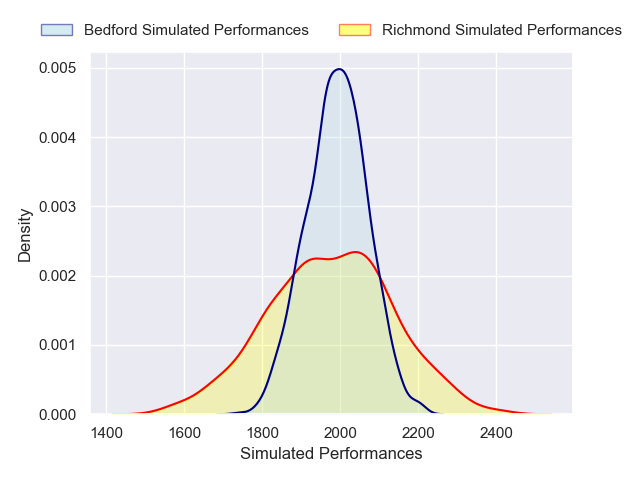 Bedford Simulated Performances Richmond Simulated Performances
0.005
0.004
0.003
0.002
0.001
0.000
Density
1400 1600 1800 2000 2200 2400
Simulated Performances